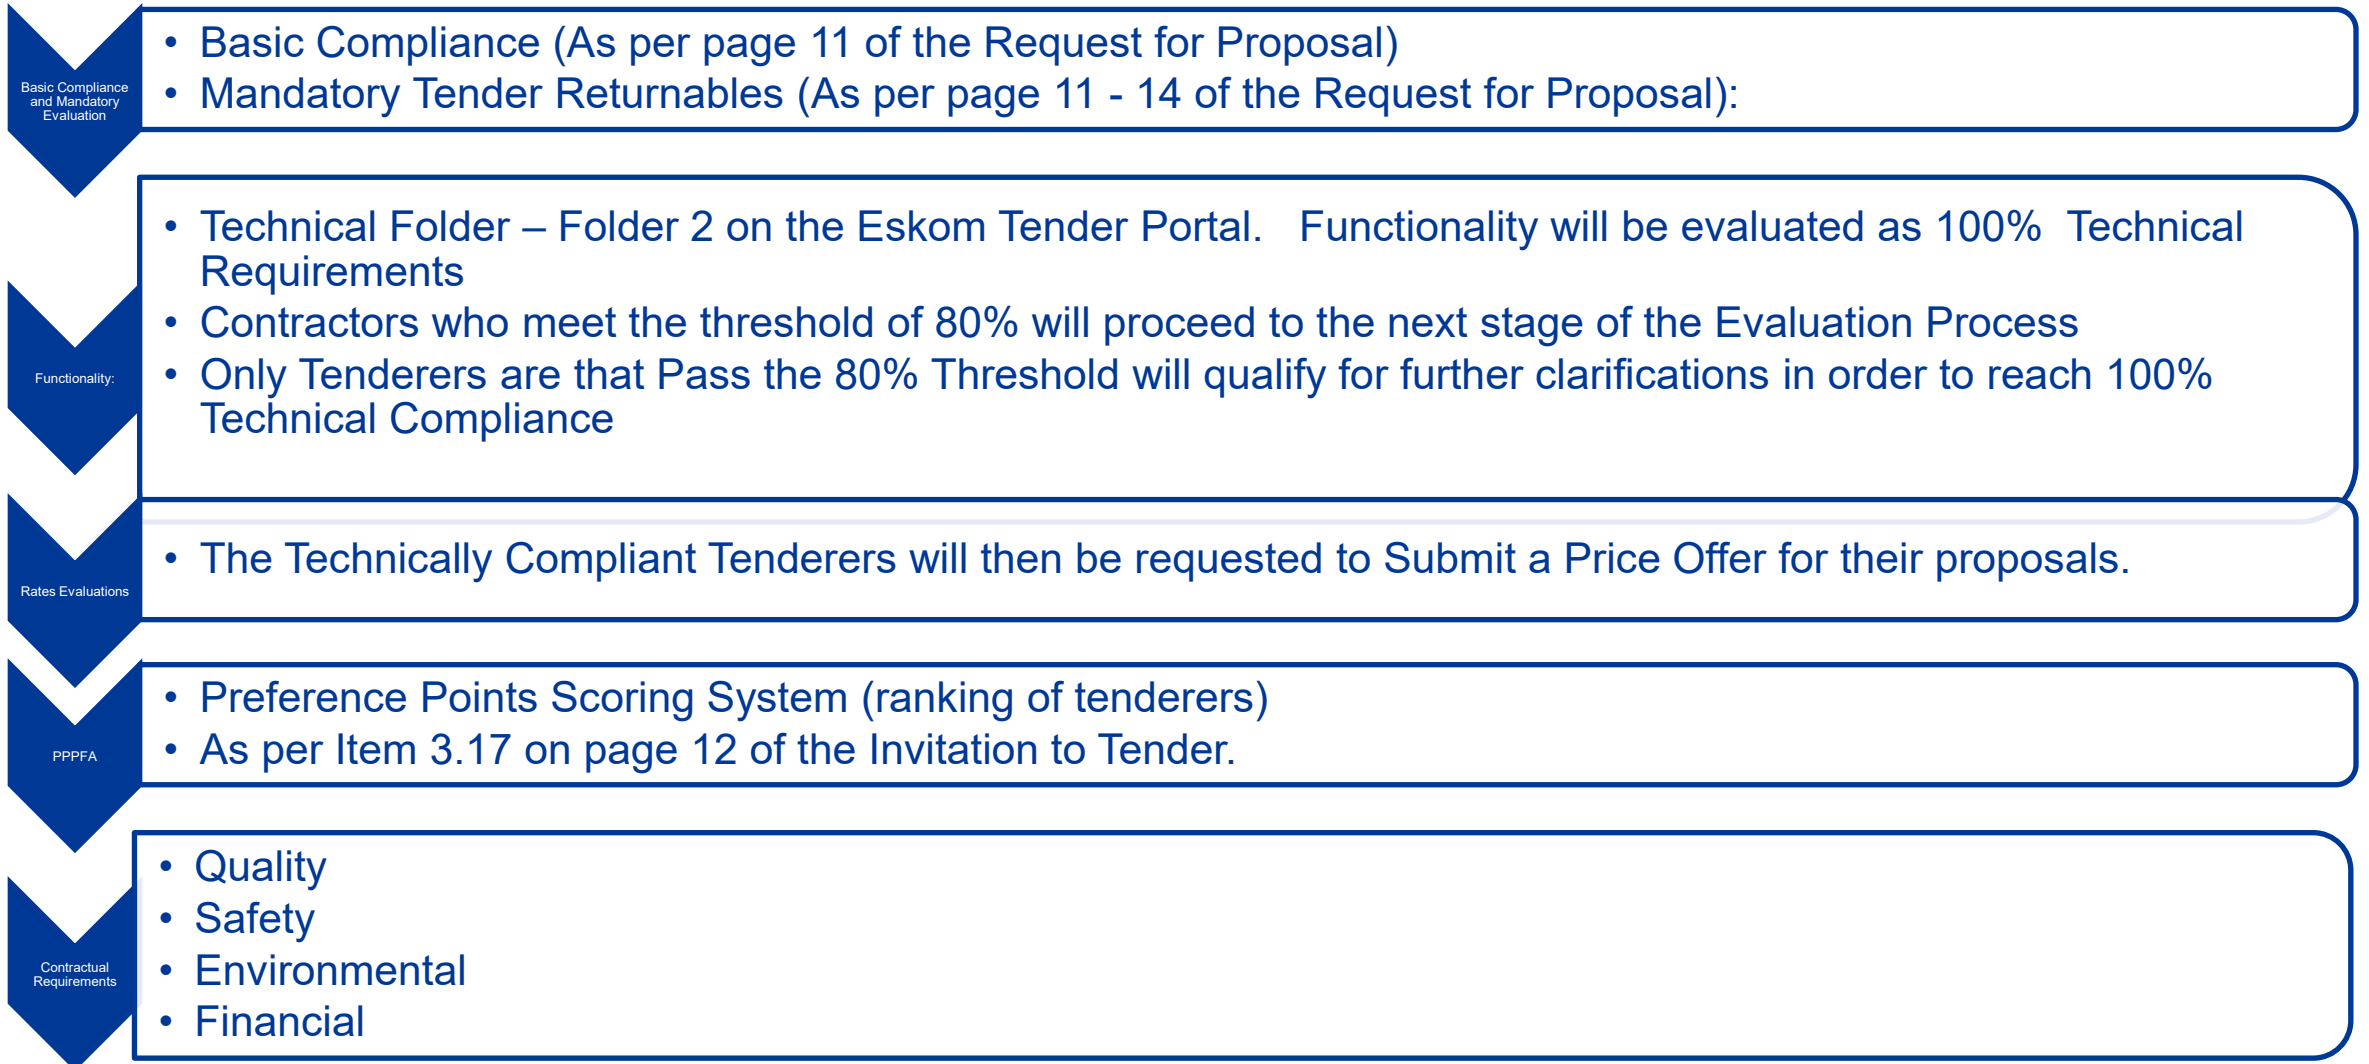 Basic Compliance
and Mandatory
Evaluation
• Basic Compliance (As per page 11 of the Request for Proposal)
• Mandatory Tender Returnables (As per page 11 - 14 of the Request for Proposal):
Functionality:
• Technical Folder – Folder 2 on the Eskom Tender Portal.   Functionality will be evaluated as 100%  Technical
Requirements
• Contractors who meet the threshold of 80% will proceed to the next stage of the Evaluation Process
• Only Tenderers are that Pass the 80% Threshold will qualify for further clarifications in order to reach 100%
Technical Compliance
Rates Evaluations
• The Technically Compliant Tenderers will then be requested to Submit a Price Offer for their proposals.
PPPFA
• Preference Points Scoring System (ranking of tenderers)
• As per Item 3.17 on page 12 of the Invitation to Tender.
Contractual
Requirements
• Quality
• Safety
• Environmental
• Financial